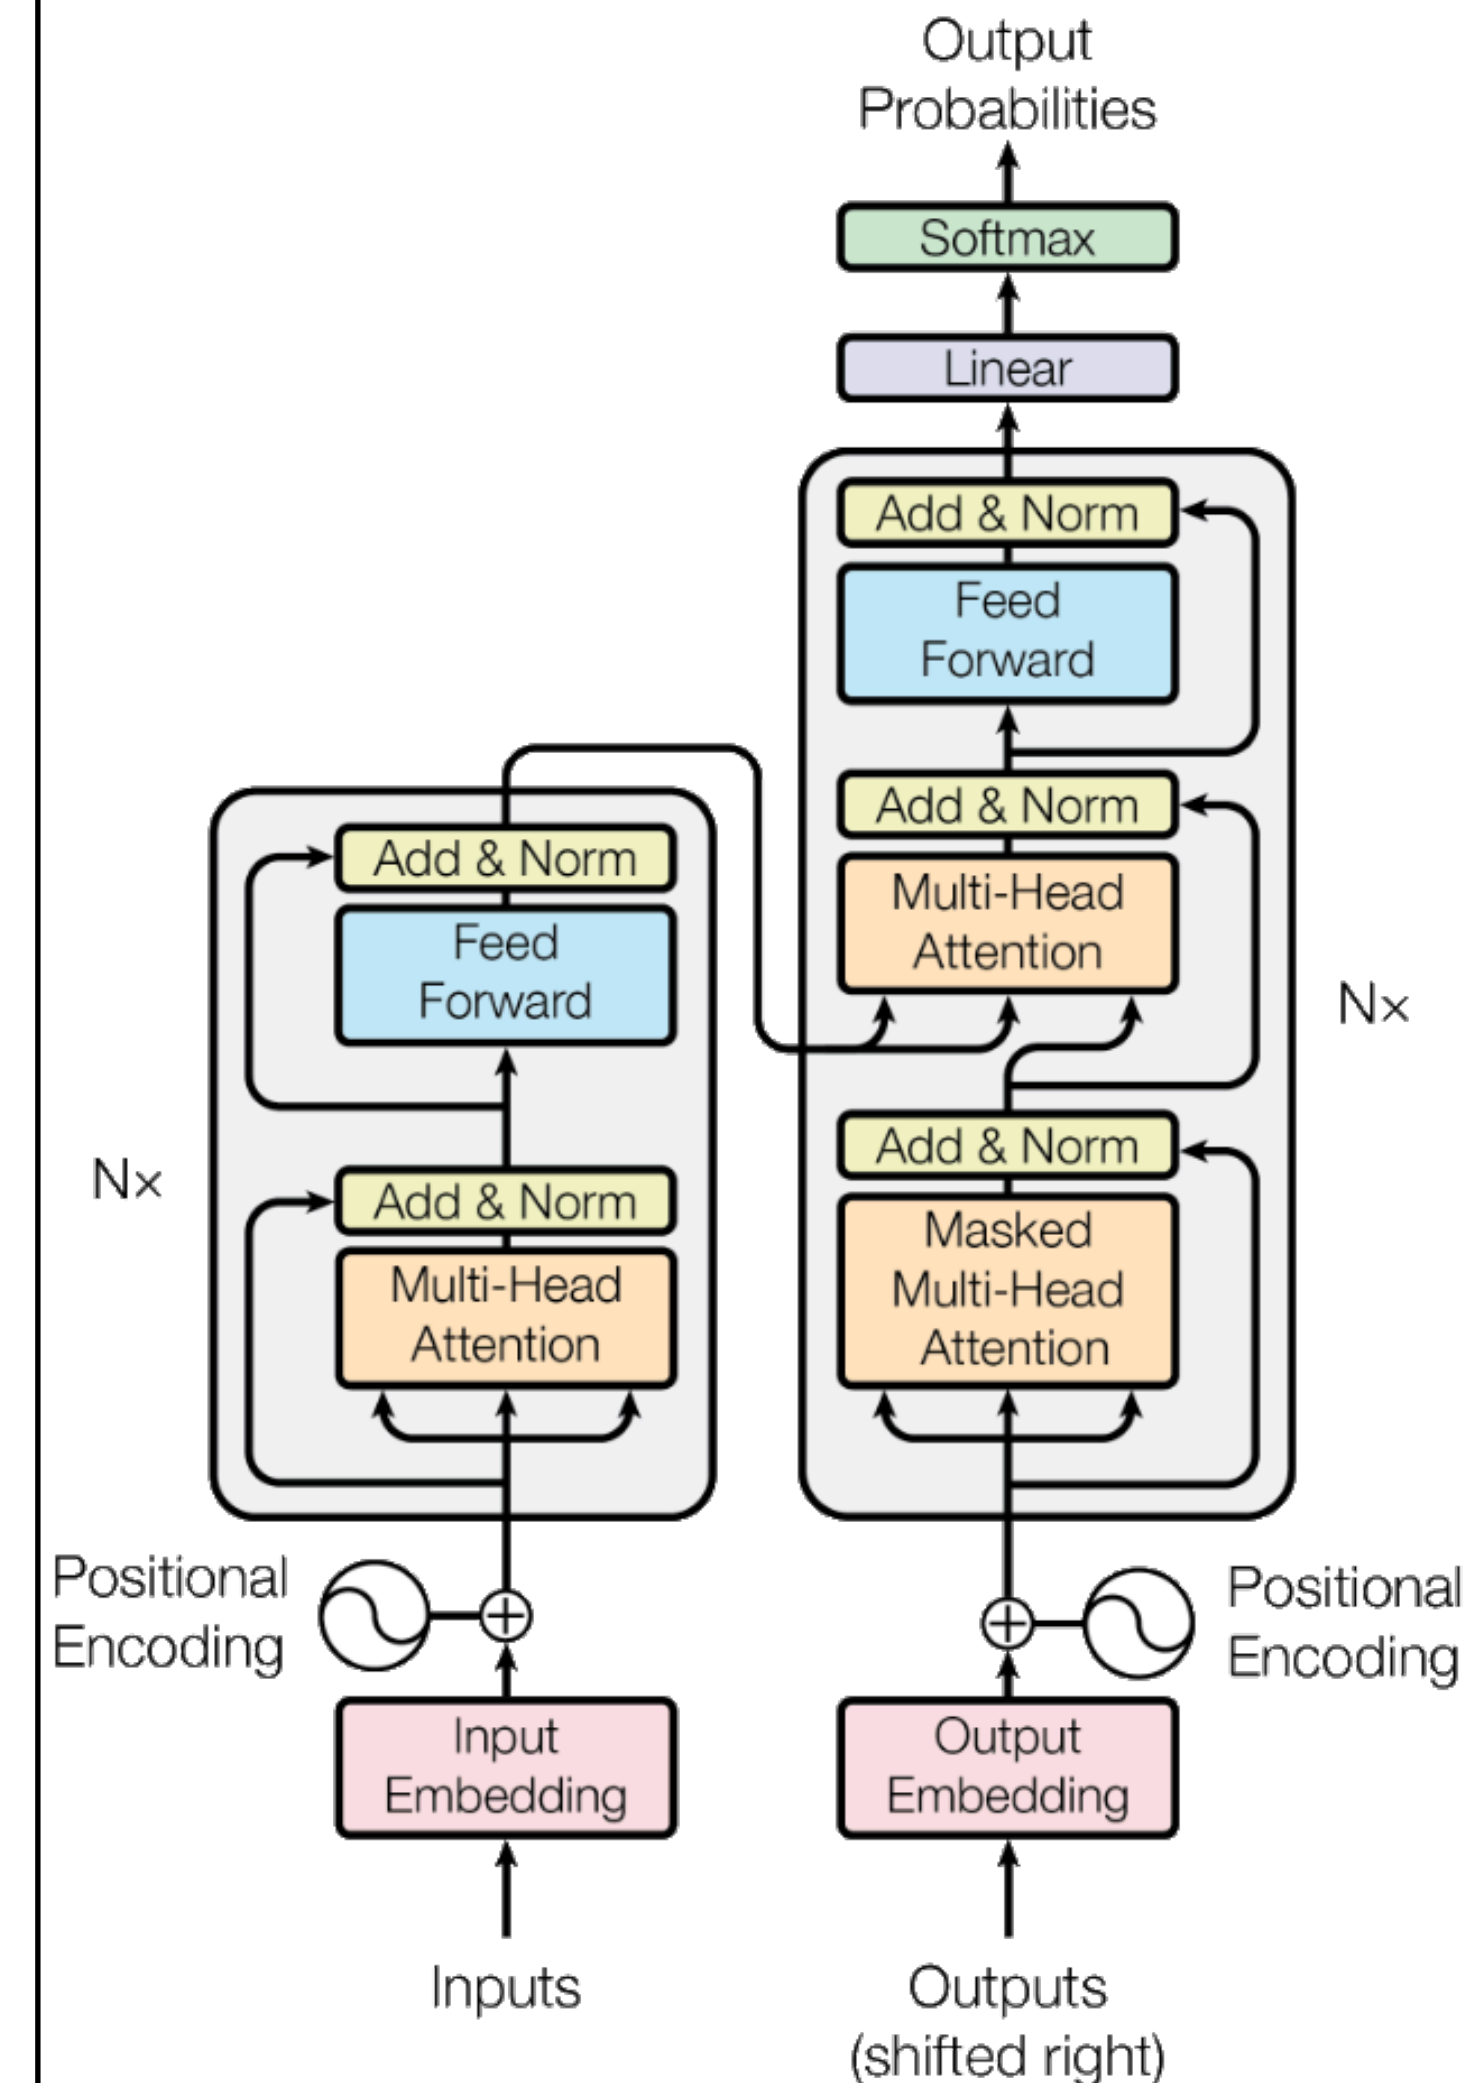 Output
Probabilities
Softmax
Linear
Add & Norm
Feed
Forward
Add & Norm
Multi-Head
Attention
Nx
Add & Norm
Masked
Multi-Head
Attention
Add & Norm
Feed
Forward
Nx
Add & Norm
Multi-Head
Attention
Positional
Encoding
Positional
Encoding
Input
Embedding
Output
Embedding
Inputs
Outputs
(shifted right)